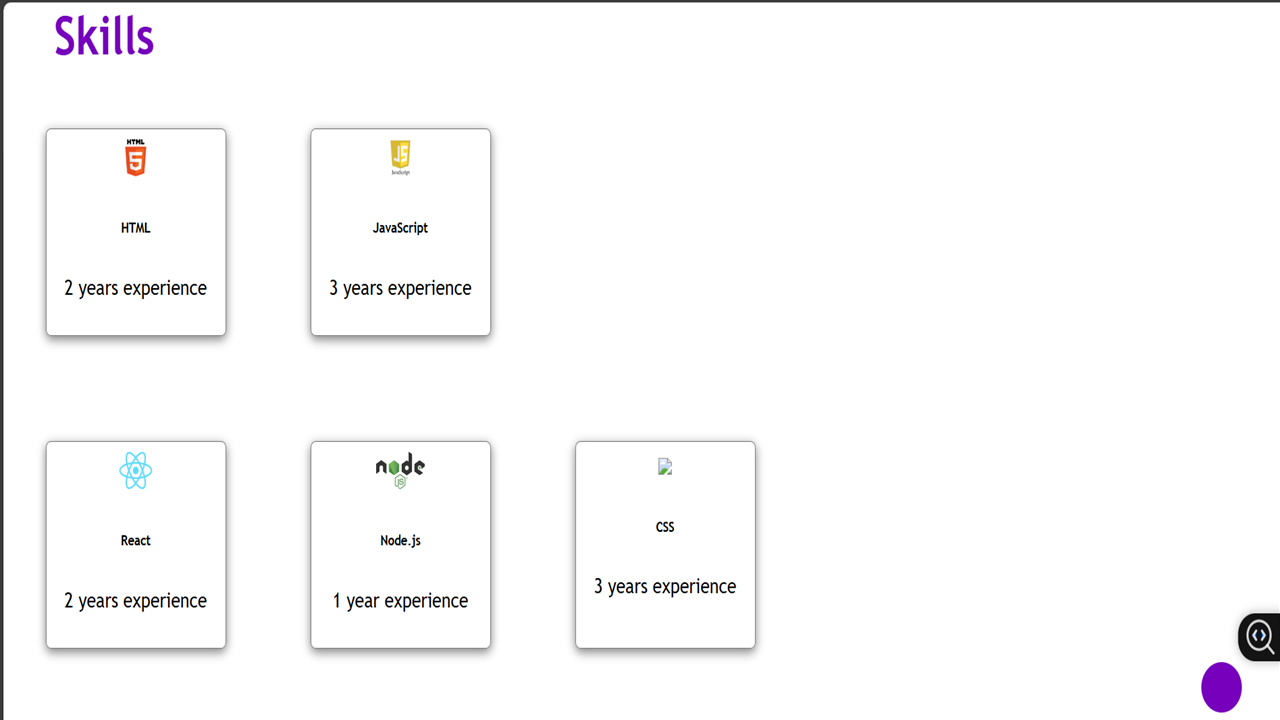 Skills
HTML
5
HTML
2 years experience
JS
JavaScript
JavaScript
3 years experience
React
2 years experience
node
JS
Node.js
1 year experience
CSS
3 years experience